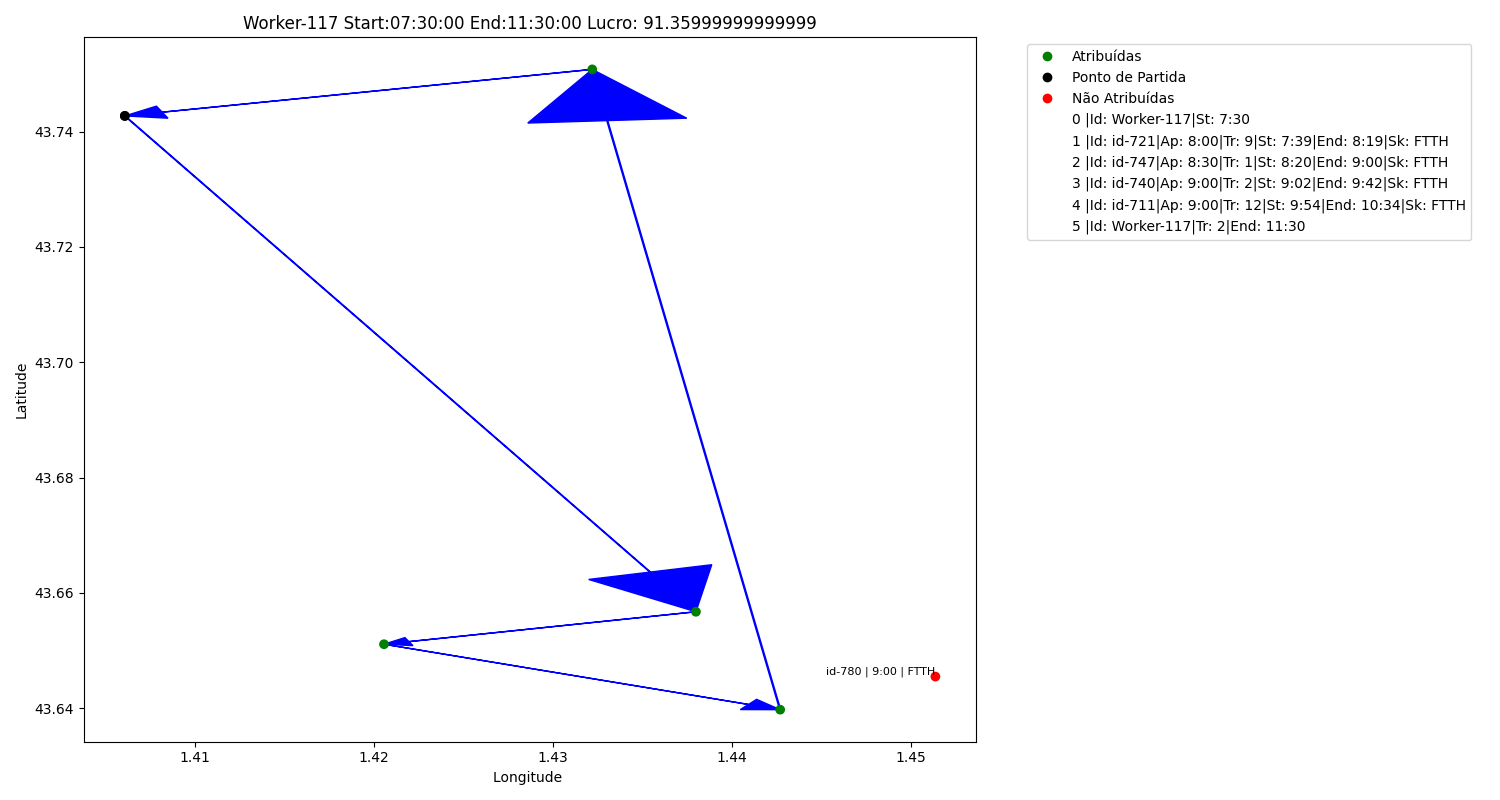 Worker-117 Start:07:30:00 End:11:30:00 Lucro: 91.35999999999999
Atribuídas
Ponto de Partida
Não Atribuídas
0 |Id: Worker-117|St: 7:30
1 |Id: id-721|Ap: 8:00|Tr: 9|St: 7:39|End: 8:19|Sk: FTTH
2 |Id: id-747|Ap: 8:30|Tr: 1|St: 8:20|End: 9:00|Sk: FTTH
3 |Id: id-740|Ap: 9:00|Tr: 2|St: 9:02|End: 9:42|Sk: FTTH
4 |Id: id-711|Ap: 9:00|Tr: 12|St: 9:54|End: 10:34|Sk: FTTH
5 |Id: Worker-117|Tr: 2|End: 11:30
43.74
43.72
43.70
43.68
43.66
43.64
Latitude
id-780 | 9:00 | FTTH
1.41
1.42
1.43
1.44
1.45
Longitude